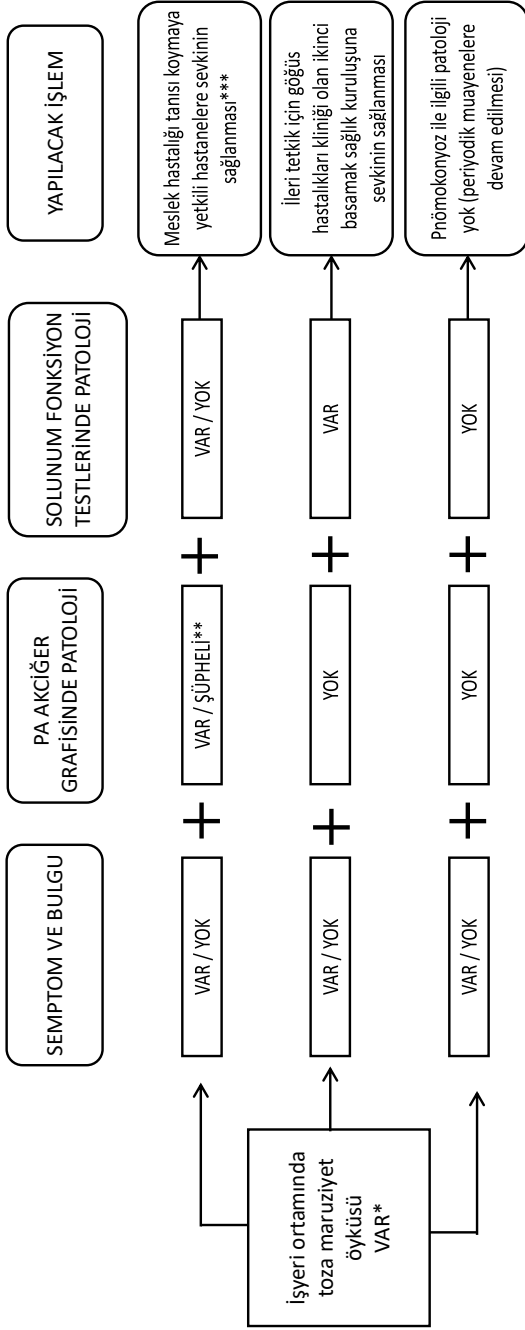 SEMPTOM VE BULGU
PA AKCİĞER
GRAFİSİNDE PATOLOJİ
SOLUNUM FONKSİYON
TESTLERİNDE PATOLOJİ
YAPILACAK İŞLEM
İşyeri ortamında
toza maruziyet
öyküsü
VAR*
VAR / YOK
+
VAR / ŞÜPHELİ**
+
VAR / YOK
Meslek hastalığı tanısı koymaya
yetkili hastanelere sevkinin
sağlanması***
VAR / YOK
+
YOK
+
VAR
İleri tetkik için göğüs
hastalıkları kliniği olan ikinci
basamak sağlık kuruluşuna
sevkinin sağlanması
VAR / YOK
+
YOK
+
YOK
Pnömokonyoz ile ilgili patoloji
yok (periyodik muayenelere
devam edilmesi)